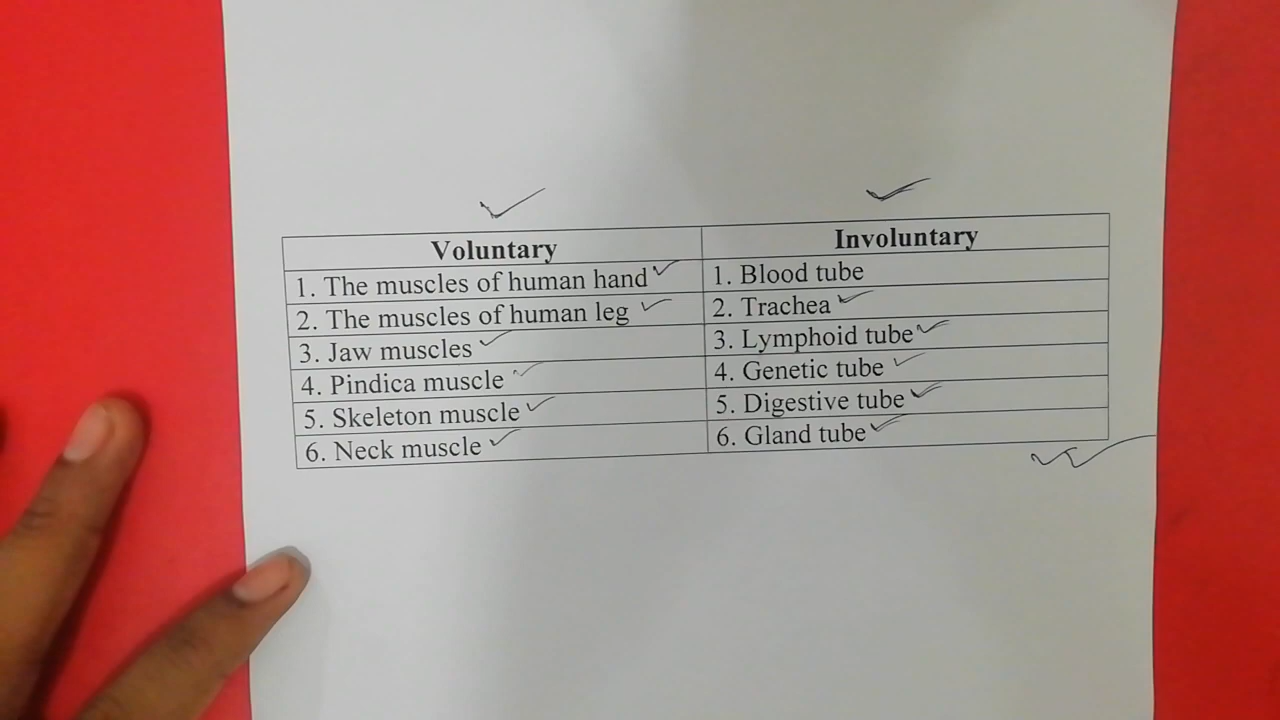 Voluntary Involuntary
1. The muscles of human hand 1. Blood tube
2. The muscles of human leg 2. Trachea
3. Jaw muscles 3. Lymphoid tube
4. Pindica muscle 4. Genetic tube
5. Skeleton muscle 5. Digestive tube
6. Neck muscle 6. Gland tube